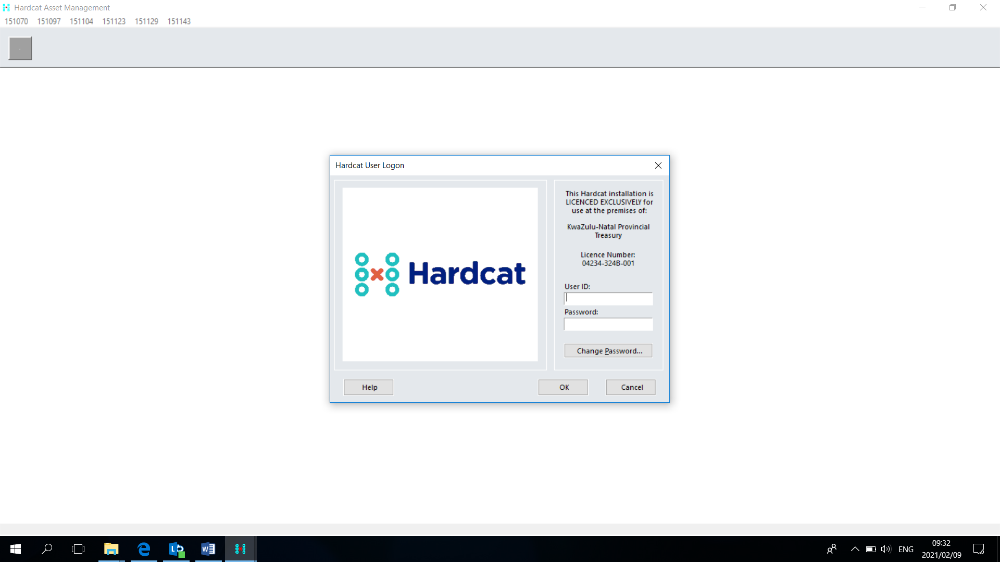 Hardcat Asset Management
151070 151097 151104 151123 151129 151143
Hardcat User Logon
This Hardcat installation is
LICENCED EXCLUSIVELY for
use at the premises of:
KwaZulu-Natal Provincial
Treasury
Licence Number:
04234-324B-001
Hardcat
User ID:
Password:
Change Password...
Help
OK
Cancel
ENG
09:32
2021/02/09